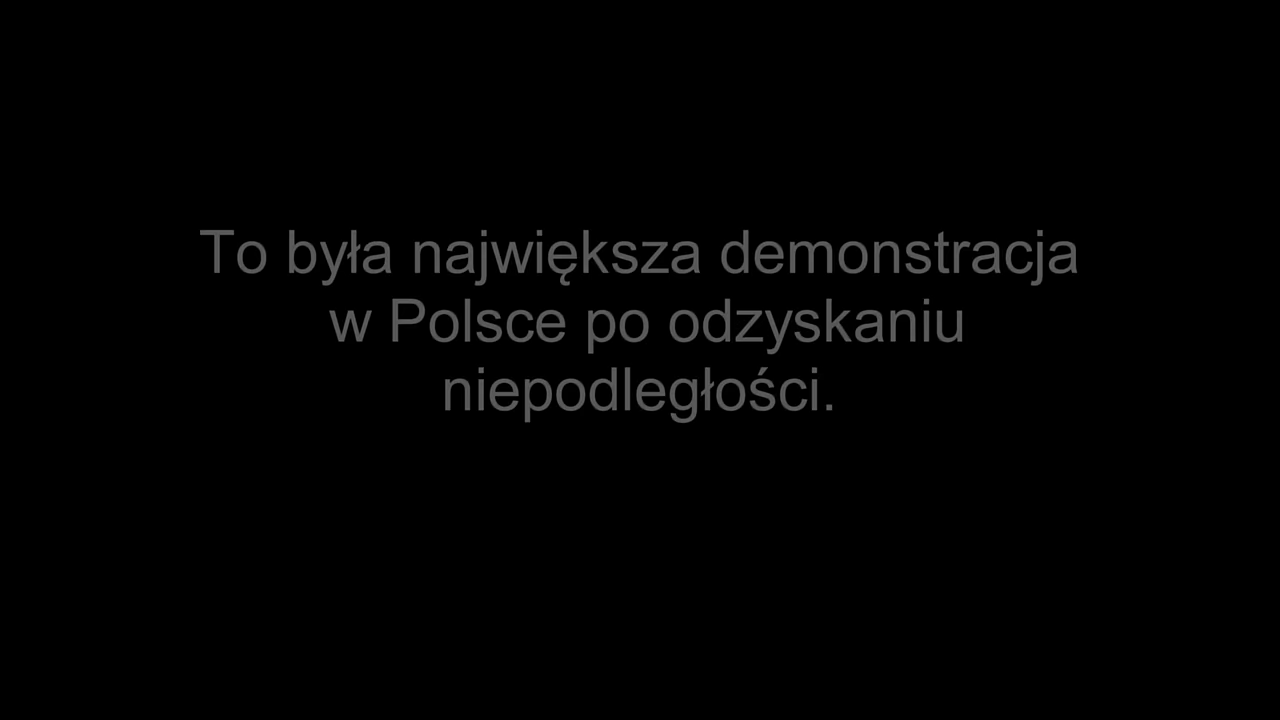 To była największa demonstracja
w Polsce po odzyskaniu
niepodległości.